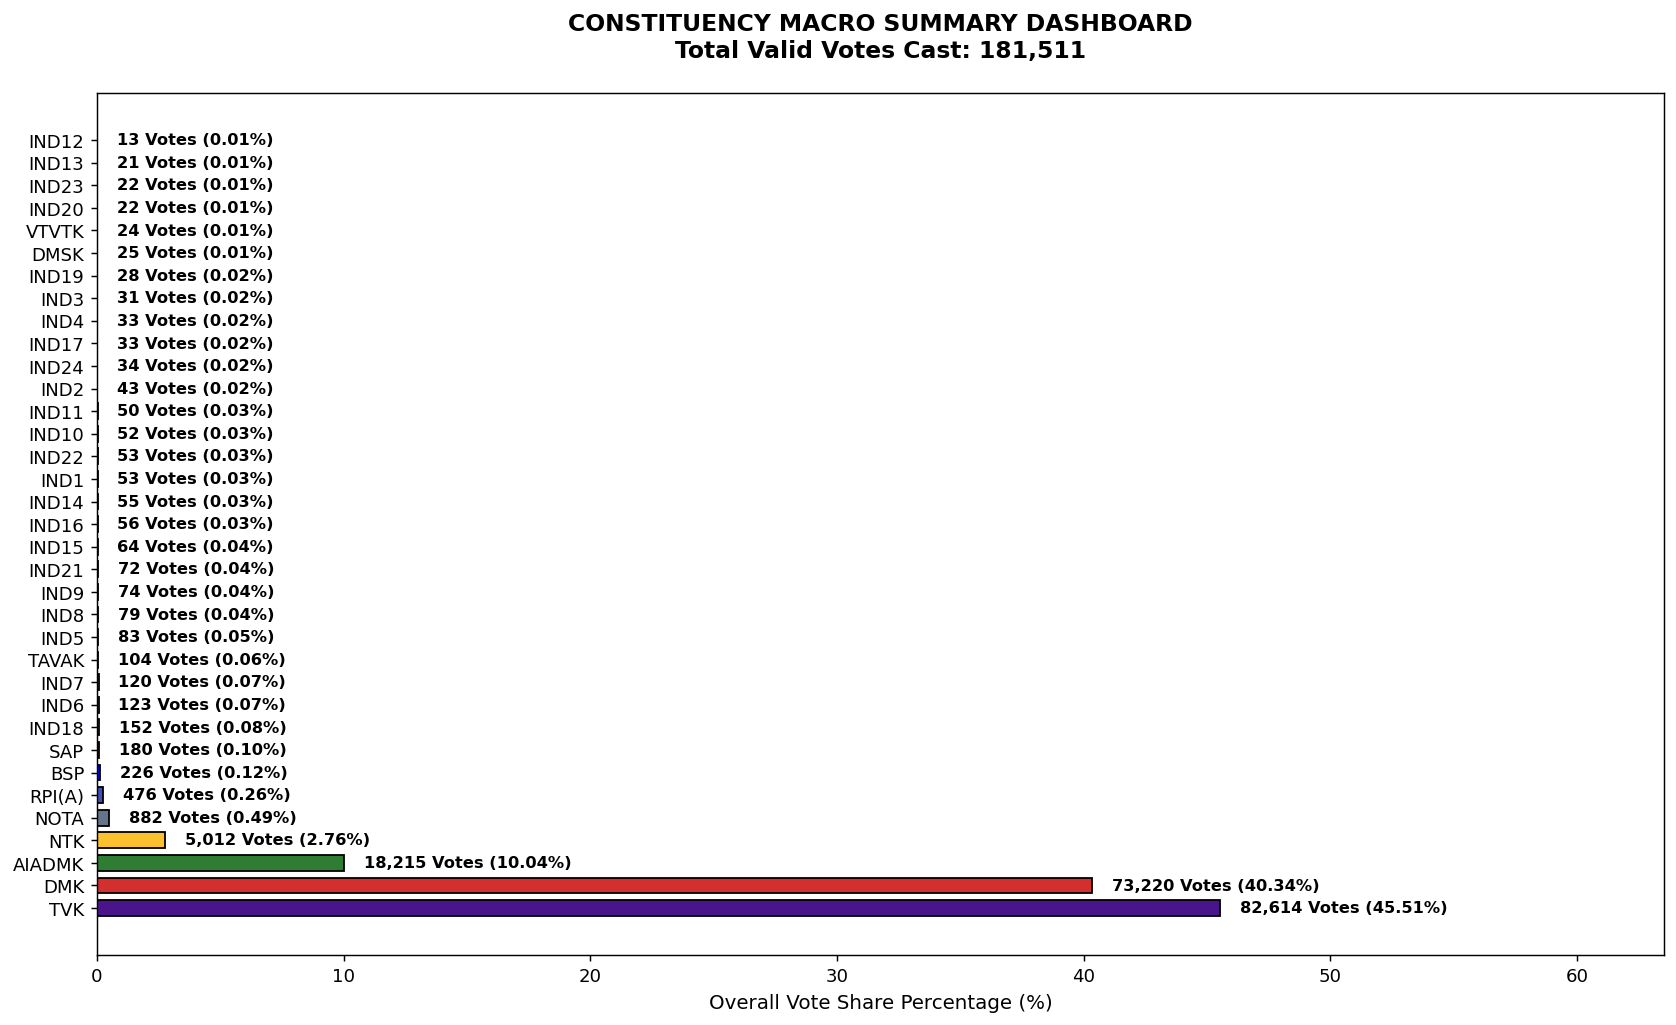 CONSTITUENCY MACRO SUMMARY DASHBOARD
Total Valid Votes Cast: 181,511
IND12 13 Votes (0.01%)
IND13 21 Votes (0.01%)
IND23 22 Votes (0.01%)
IND20 22 Votes (0.01%)
VTVTK 24 Votes (0.01%)
DMSK 25 Votes (0.01%)
IND19 28 Votes (0.02%)
IND3 31 Votes (0.02%)
IND4 33 Votes (0.02%)
IND17 33 Votes (0.02%)
IND24 34 Votes (0.02%)
IND2 43 Votes (0.02%)
IND11 50 Votes (0.03%)
IND10 52 Votes (0.03%)
IND22 53 Votes (0.03%)
IND1 53 Votes (0.03%)
IND14 55 Votes (0.03%)
IND16 56 Votes (0.03%)
IND15 64 Votes (0.04%)
IND21 72 Votes (0.04%)
IND9 74 Votes (0.04%)
IND8 79 Votes (0.04%)
IND5 83 Votes (0.05%)
TAVAK 104 Votes (0.06%)
IND7 120 Votes (0.07%)
IND6 123 Votes (0.07%)
IND18 152 Votes (0.08%)
SAP 180 Votes (0.10%)
BSP 226 Votes (0.12%)
RPI(A) 476 Votes (0.26%)
NOTA 882 Votes (0.49%)
NTK 5,012 Votes (2.76%)
AIADMK 18,215 Votes (10.04%)
DMK 73,220 Votes (40.34%)
TVK 82,614 Votes (45.51%)
0 10 20 30 40 50 60
Overall Vote Share Percentage (%)